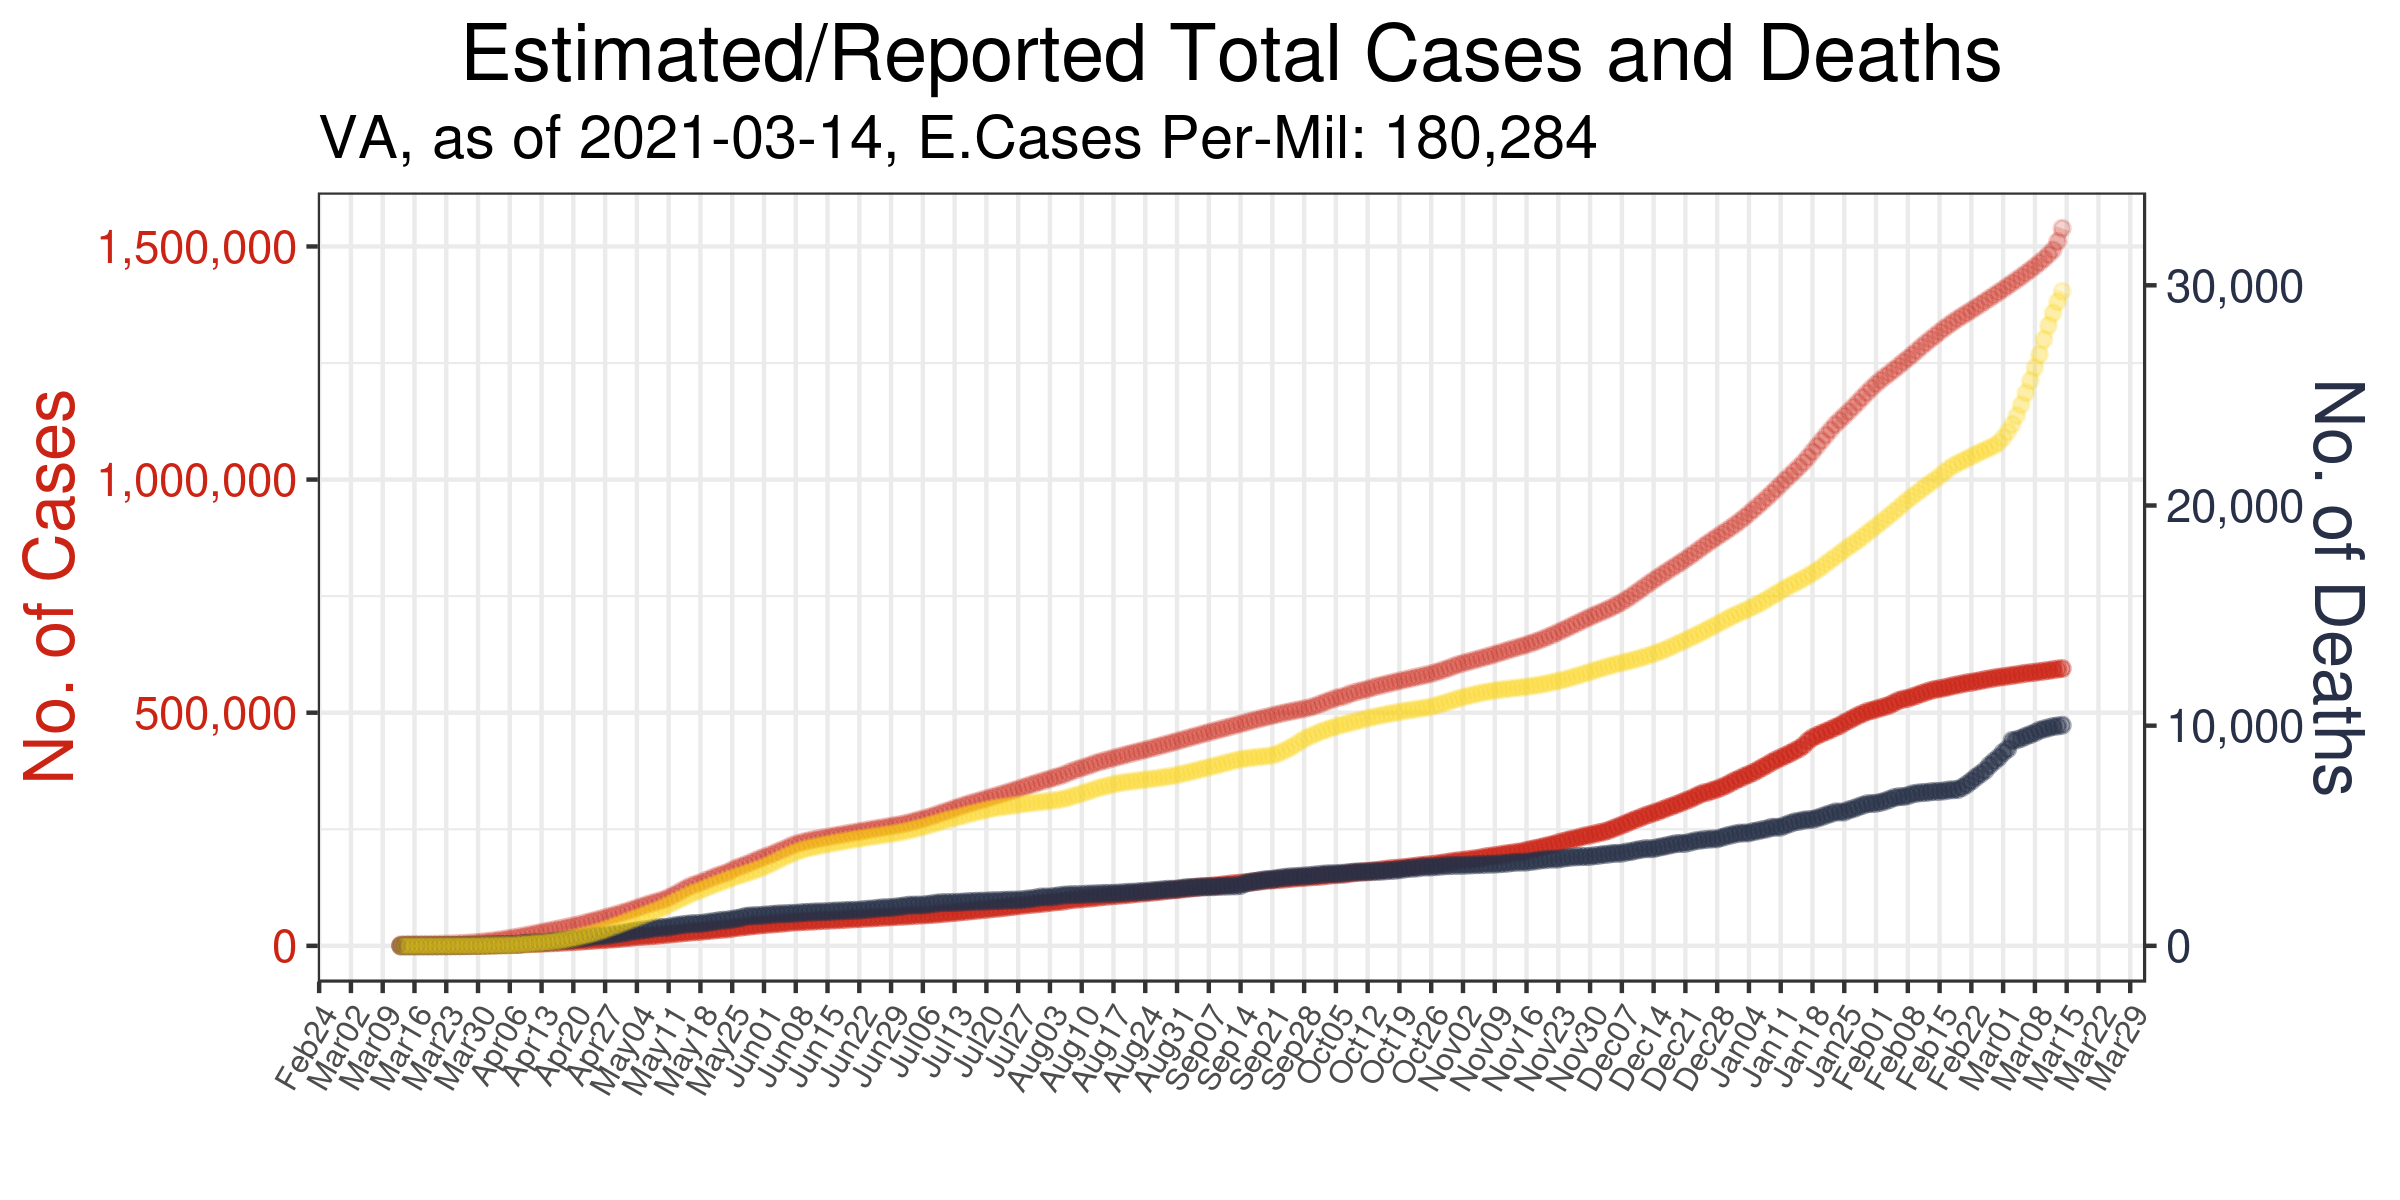 Estimated/Reported Total Cases and Deaths
VA, as of 2021-03-14, E.Cases Per-Mil: 180,284
No. of Cases
1,500,000
1,000,000
500,000
0
30,000
20,000
10,000
0
No. of Deaths
Feb24
Mar02
Mar09
Mar16
Mar23
Mar30
Apr06
Apr13
Apr20
Apr27
May04
May11
May18
May25
Jun01
Jun08
Jun15
Jun22
Jun29
Jul06
Jul13
Jul20
Jul27
Aug03
Aug10
Aug17
Aug24
Aug31
Sep07
Sep14
Sep21
Sep28
Oct05
Oct12
Oct19
Oct26
Nov02
Nov09
Nov16
Nov23
Nov30
Dec07
Dec14
Dec21
Dec28
Jan04
Jan11
Jan18
Jan25
Feb01
Feb08
Feb15
Feb22
Mar01
Mar08
Mar15
Mar22
Mar29